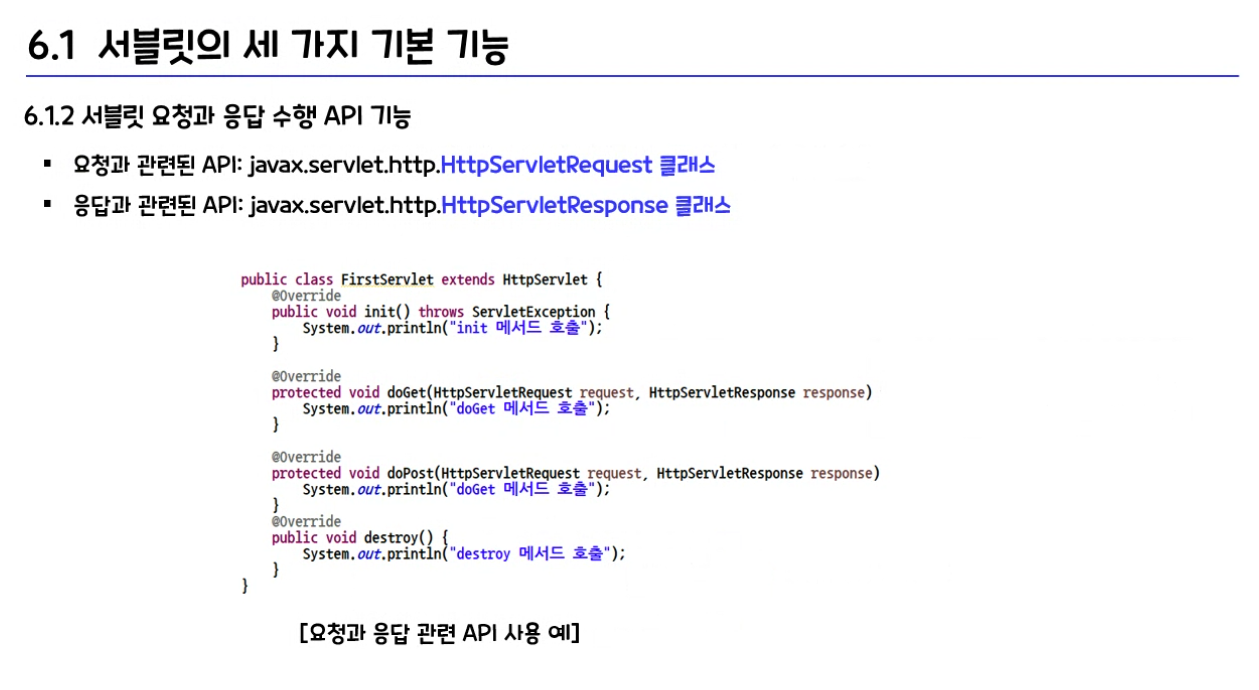 6.1 서블릿의 세 가지 기본 기능
6.1.2 서블릿 요청과 응답 수행 API 기능
▪ 요청과 관련된 API: javax.servlet.http.HttpServletRequest 클래스
▪ 응답과 관련된 API: javax.servlet.http.HttpServletResponse 클래스
public class FirstServlet extends HttpServlet {
@Override
public void init() throws ServletException {
System.out.println("init 메서드 호출");
}
@Override
protected void doGet(HttpServletRequest request, HttpServletResponse response)
System.out.println("doGet 메서드 호출");
}
@Override
protected void doPost(HttpServletRequest request, HttpServletResponse response)
System.out.println("doGet 메서드 호출");
}
@Override
public void destroy() {
System.out.println("destroy 메서드 호출");
}
}
[요청과 응답 관련 API 사용 예]